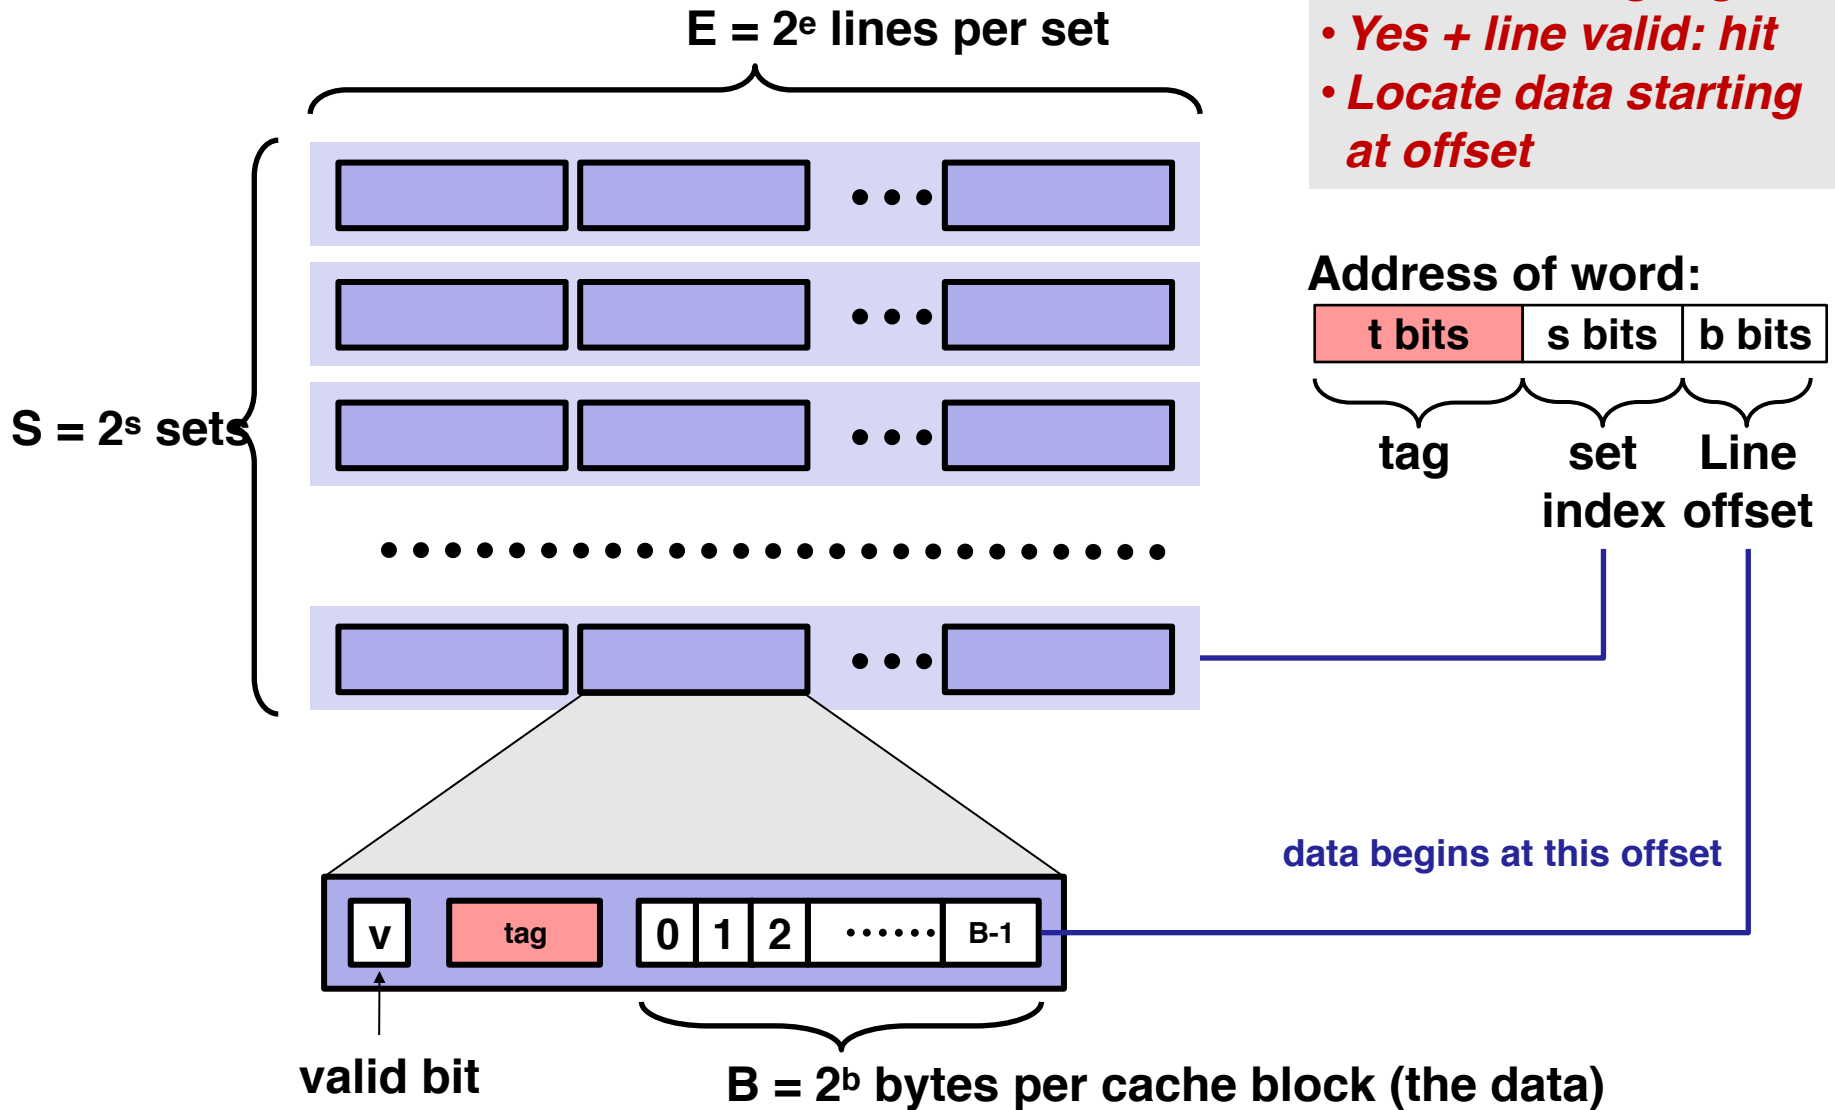 E = 2ᵉ lines per set
• Yes + line valid: hit
• Locate data starting
at offset
Address of word:
t bits s bits b bits
tag set Line
index offset
S = 2ˢ sets
data begins at this offset
v tag 0 1 2 •••••• B-1
valid bit
B = 2ᵇ bytes per cache block (the data)